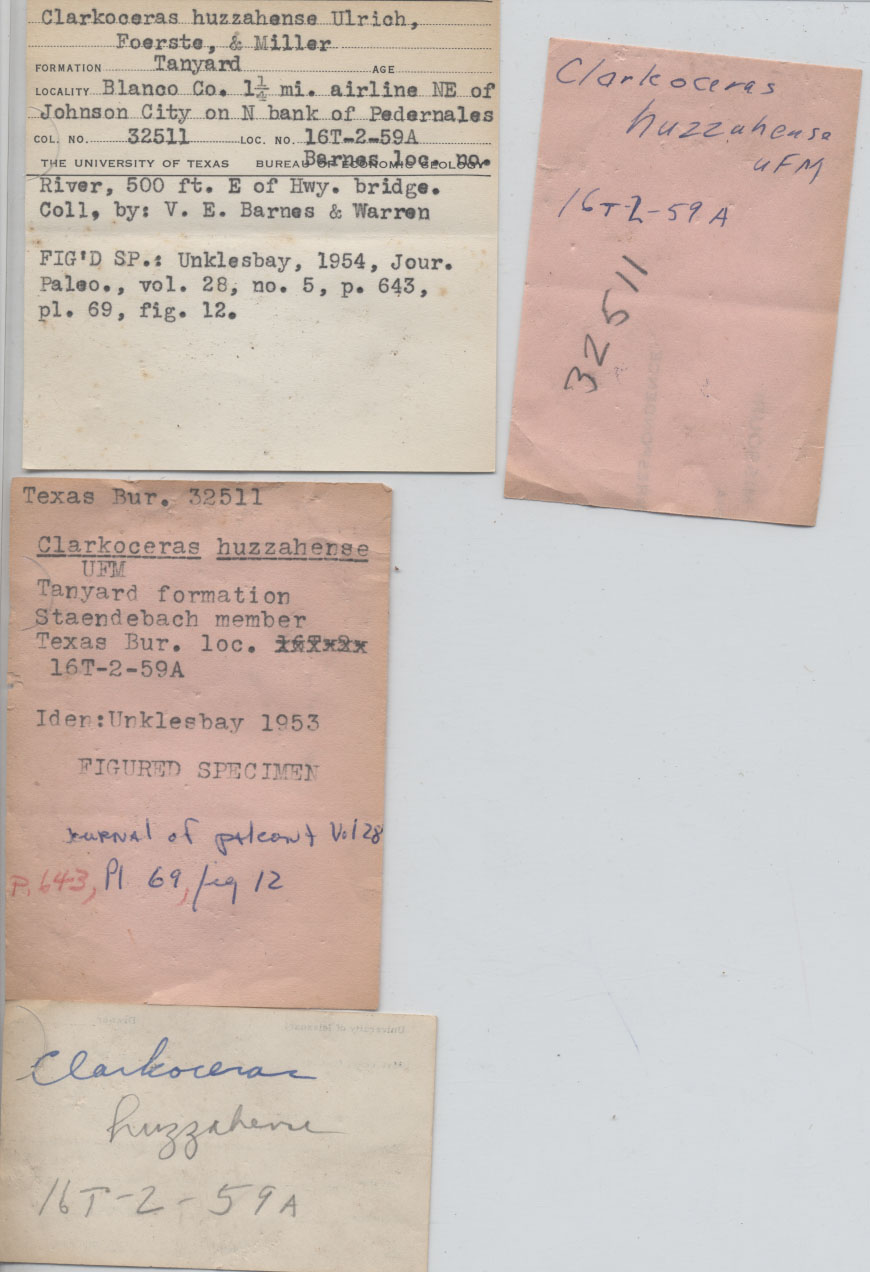 Clarkoceras huzzahense Ulrich,
Foerste, & Miller
FORMATION Tanyard AGE
LOCALITY Blanco Co. 1¼ mi. airline NE of
Johnson City on N bank of Pedernales
COL. NO. 32511 LOC. NO. 16T-2-59A
Barnes loc. no.
THE UNIVERSITY OF TEXAS BUREAU OF ECONOMIC GEOLOGY
River, 500 ft. E of Hwy. bridge.
Coll, by: V. E. Barnes & Warren
FIG'D SP.: Unklesbay, 1954, Jour.
Paleo., vol. 28, no. 5, p. 643,
pl. 69, fig. 12.
Clarkoceras
huzzahense
UFM
16T-2-59A
32511
Texas Bur. 32511
Clarkoceras huzzahense
UFM
Tanyard formation
Staendebach member
Texas Bur. loc.
16T-2-59A
Iden:Unklesbay 1953
FIGURED SPECIMEN
Journal of paleont Vol 28
P. 643, Pl 69, fig 12
Clarkoceras
huzzahense
16T-2-59A